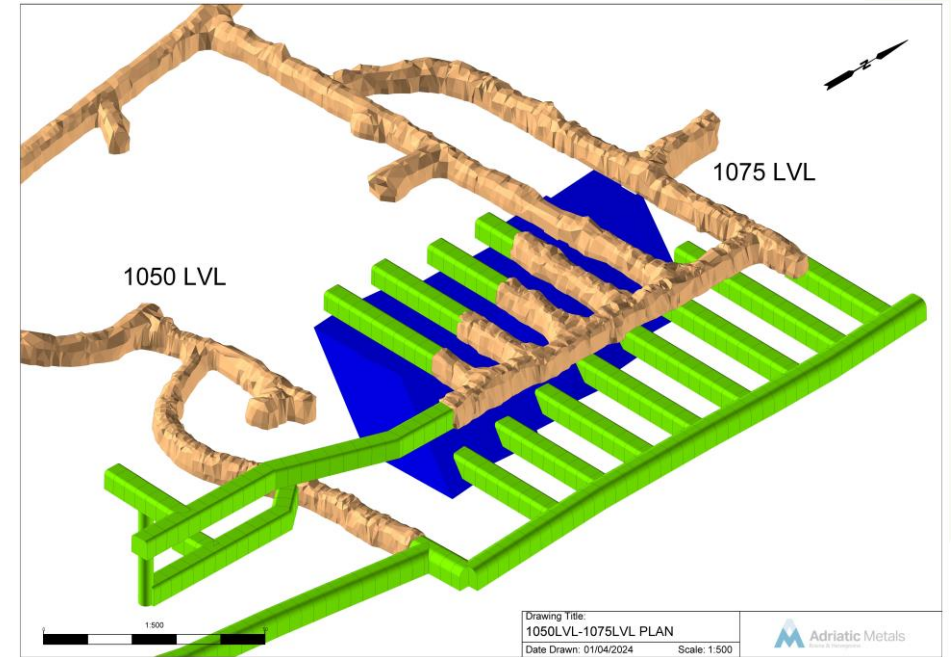 N
1075 LVL
1050 LVL
1:500
Drawing Title:
1050LVL-1075LVL PLAN
Date Drawn: 01/04/2024
Scale: 1:500
Adriatic Metals